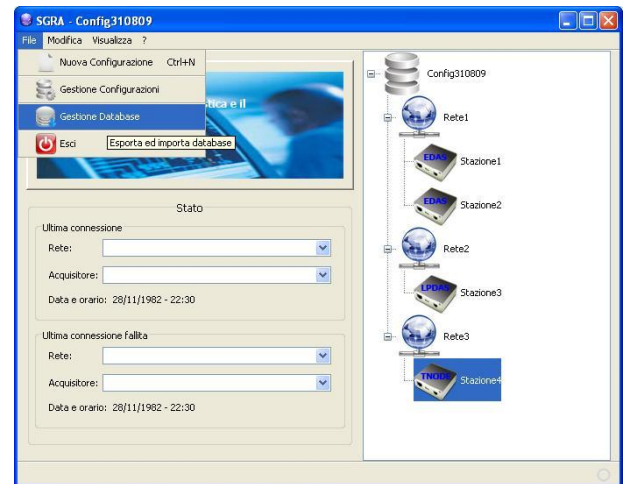 SGRA - Config310809
File Modifica Visualizza ?
Nuova Configurazione Ctrl+N
Gestione Configurazioni
Gestione Database
Esci
Esporta ed importa database
tica e il
Stato
Ultima connessione
Rete:
Acquisitore:
Data e orario: 28/11/1982 - 22:30
Ultima connessione fallita
Rete:
Acquisitore:
Data e orario: 28/11/1982 - 22:30
Config310809
Rete1
EDAS Stazione1
EDAS Stazione2
Rete2
LPDAS Stazione3
Rete3
TNODE Stazione4